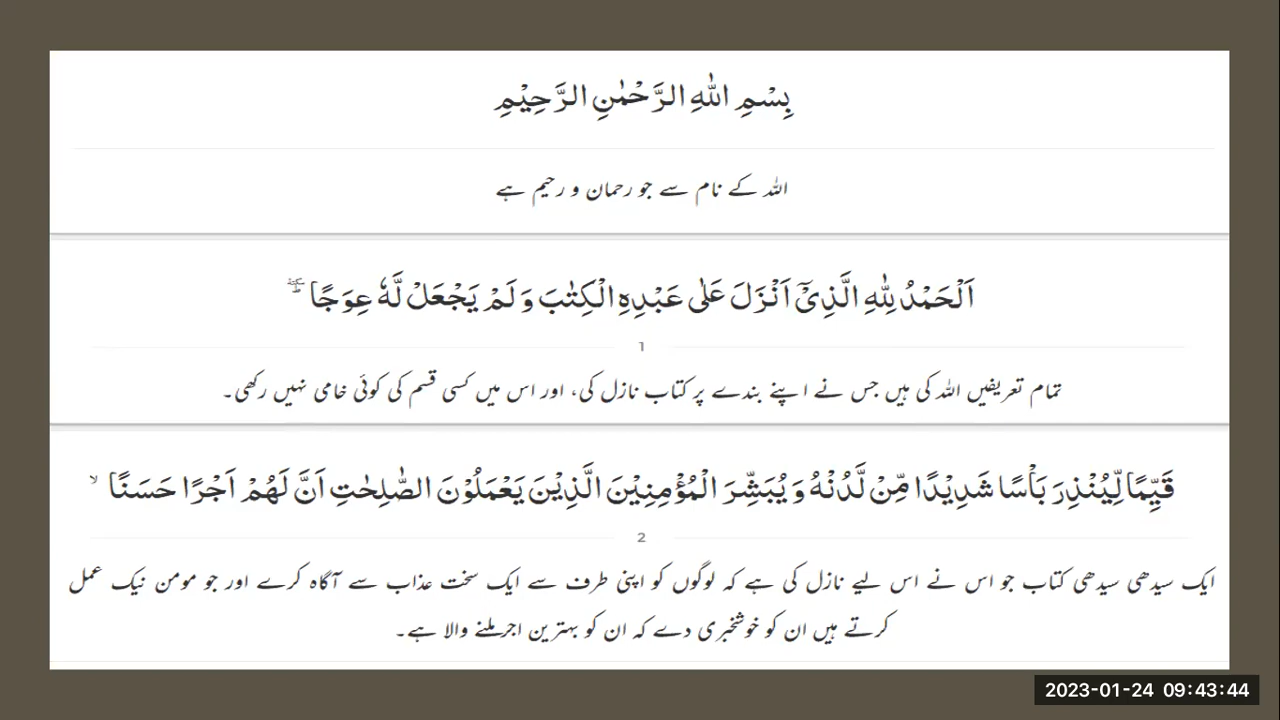 بِسْمِ اللّٰهِ الرَّحْمٰنِ الرَّحِیْمِ
اللہ کے نام سے جو رحمان و رحیم ہے
اَلْحَمْدُ لِلّٰهِ الَّذِیْۤ اَنْزَلَ عَلٰى عَبْدِهِ الْكِتٰبَ وَ لَمْ یَجْعَلْ لَّهٗ عِوَجًاؕٚ
1
تمام تعریفیں اللہ کی ہیں جس نے اپنے بندے پر کتاب نازل کی، اور اس میں کسی قسم کی کوئی خامی نہیں رکھی۔
قَیِّمًا لِّیُنْذِرَ بَاْسًا شَدِیْدًا مِّنْ لَّدُنْهُ وَ یُبَشِّرَ الْمُؤْمِنِیْنَ الَّذِیْنَ یَعْمَلُوْنَ الصّٰلِحٰتِ اَنَّ لَهُمْ اَجْرًا حَسَنًاۙ
2
ایک سیدھی سیدھی کتاب جو اس نے اس لیے نازل کی ہے کہ لوگوں کو اپنی طرف سے ایک سخت عذاب سے آگاہ کرے اور جو مومن نیک عمل
کرتے ہیں ان کو خوشخبری دے کہ ان کو بہترین اجر ملنے والا ہے۔
2023-01-24 09:43:44